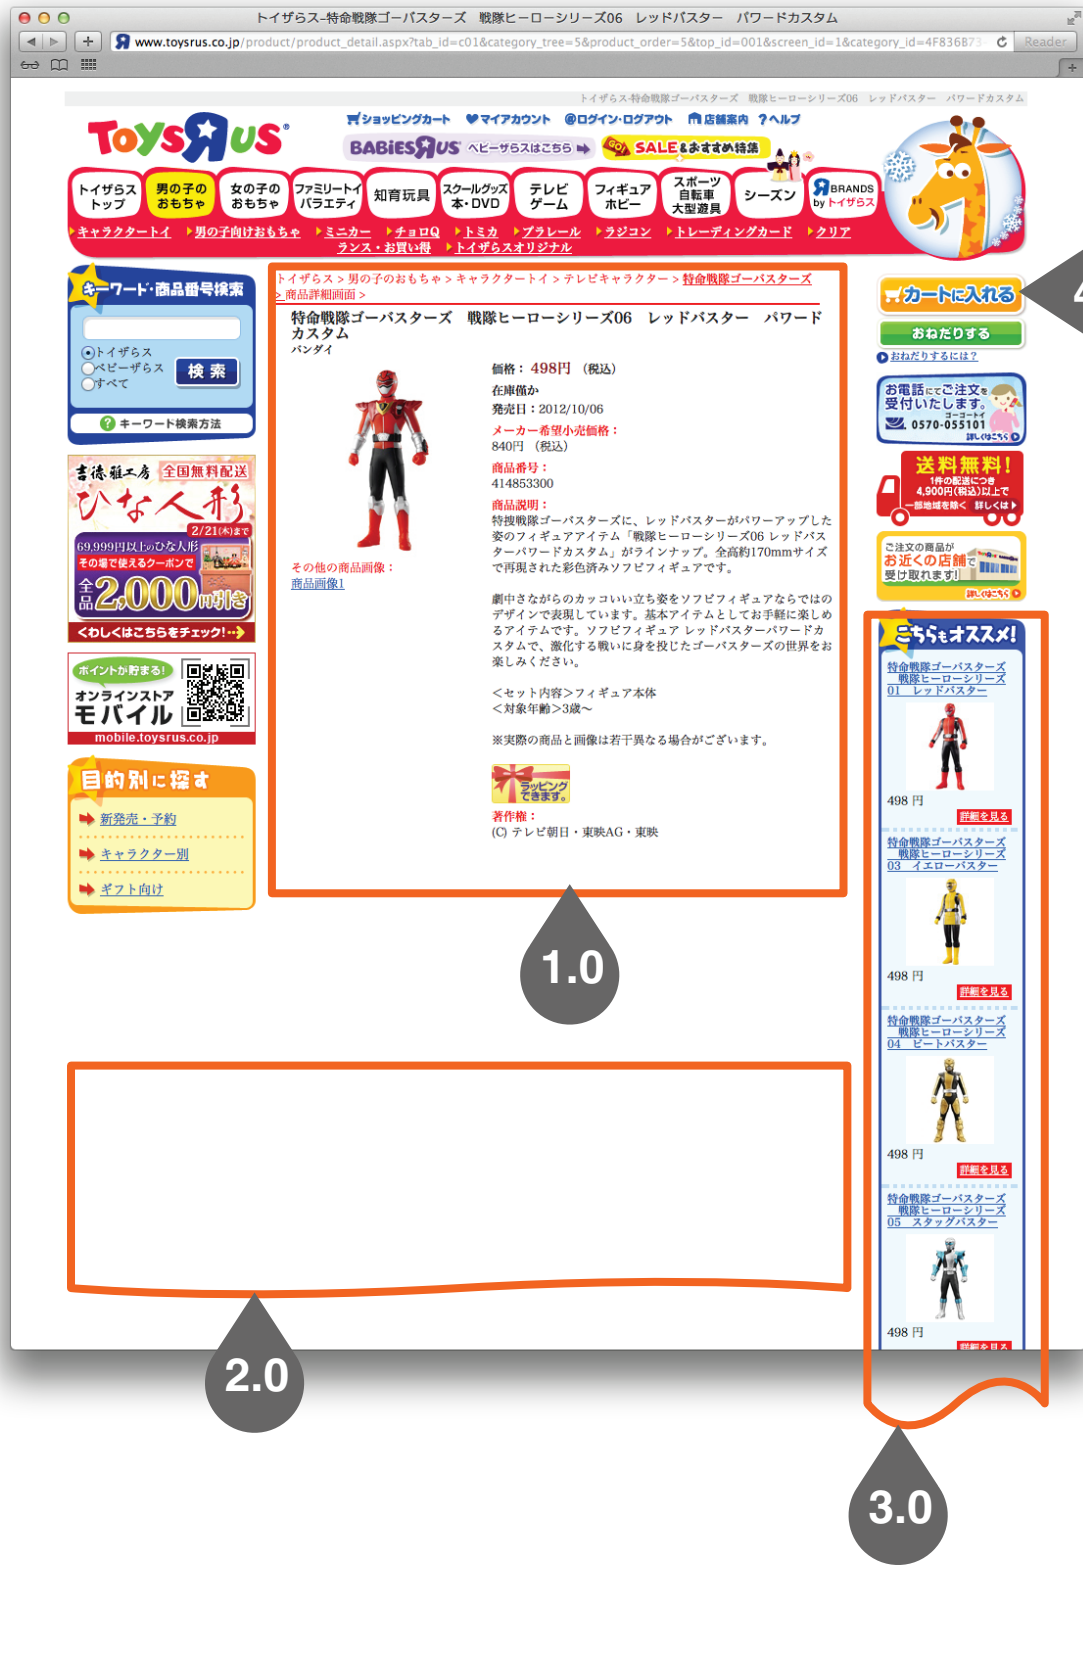 トイザらス-特命戦隊ゴーバスターズ　戦隊ヒーローシリーズ06　レッドバスター　パワードカスタム
www.toysrus.co.jp/product/product_detail.aspx?tab_id=c01&category_tree=5&product_order=5&top_id=001&screen_id=1&category_id=4F836B73
Reader
トイザらス-特命戦隊ゴーバスターズ　戦隊ヒーローシリーズ06　レッドバスター　パワードカスタム
TOYSЯUS
ショッピングカート マイアカウント @ログイン・ログアウト 店舗案内 ?ヘルプ
BABIESЯUS ベビーザらスはこちら GO! SALE&おすすめ特集
トイザらス
トップ
男の子の
おもちゃ
女の子の
おもちゃ
ファミリートイ
バラエティ
知育玩具
スクールグッズ
本・DVD
テレビ
ゲーム
フィギュア
ホビー
スポーツ
自転車
大型遊具
シーズン
Я BRANDS
by トイザらス
キャラクタートイ 男の子向けおもちゃ ミニカー チョロQ トミカ プラレール ラジコン トレーディングカード クリア
ランス・お買い得 トイザらスオリジナル
キーワード・商品番号検索
トイザらス
ベビーザらス
すべて
検 索
? キーワード検索方法
吉徳 雅工房 全国無料配送
ひな人形
2/21(木)まで
69,999円以上のひな人形
その場で使えるクーポンで
全品2,000円引き
くわしくはこちらをチェック!
ポイントが貯まる!
オンラインストア
モバイル
mobile.toysrus.co.jp
目的別に探す
新発売・予約
キャラクター別
ギフト向け
トイザらス > 男の子のおもちゃ > キャラクタートイ > テレビキャラクター > 特命戦隊ゴーバスターズ
> 商品詳細画面 >
特命戦隊ゴーバスターズ　戦隊ヒーローシリーズ06　レッドバスター　パワード
カスタム
バンダイ
その他の商品画像：
商品画像1
価格： 498円 （税込）
在庫僅か
発売日：2012/10/06
メーカー希望小売価格：
840円 （税込）
商品番号：
414853300
商品説明：
特捜戦隊ゴーバスターズに、レッドバスターがパワーアップした
姿のフィギュアアイテム「戦隊ヒーローシリーズ06 レッドバス
ターパワードカスタム」がラインナップ。全高約170mmサイズ
で再現された彩色済みソフビフィギュアです。
劇中さながらのカッコいい立ち姿をソフビフィギュアならではの
デザインで表現しています。基本アイテムとしてお手軽に楽しめ
るアイテムです。ソフビフィギュア レッドバスターパワードカ
スタムで、激化する戦いに身を投じたゴーバスターズの世界をお
楽しみください。
＜セット内容＞フィギュア本体
＜対象年齢＞3歳～
※実際の商品と画像は若干異なる場合がございます。
ラッピング
できます。
著作権：
(C) テレビ朝日・東映AG・東映
カートに入れる
おねだりする
おねだりするには？
お電話にてご注文を
受付いたします。
ゴーゴートイ
0570-055101
詳しくはこちら
送料無料!
1件の配送につき
4,900円(税込)以上で
一部地域を除く 詳しくは
ご注文の商品が
お近くの店舗で
受け取れます!
詳しくはこちら
こちらもオススメ!
特命戦隊ゴーバスターズ
戦隊ヒーローシリーズ
01　レッドバスター
498 円
詳細を見る
特命戦隊ゴーバスターズ
戦隊ヒーローシリーズ
03　イエローバスター
498 円
詳細を見る
特命戦隊ゴーバスターズ
戦隊ヒーローシリーズ
04　ビートバスター
498 円
詳細を見る
特命戦隊ゴーバスターズ
戦隊ヒーローシリーズ
05　スタッグバスター
498 円
詳細を見る
1.0
2.0
3.0